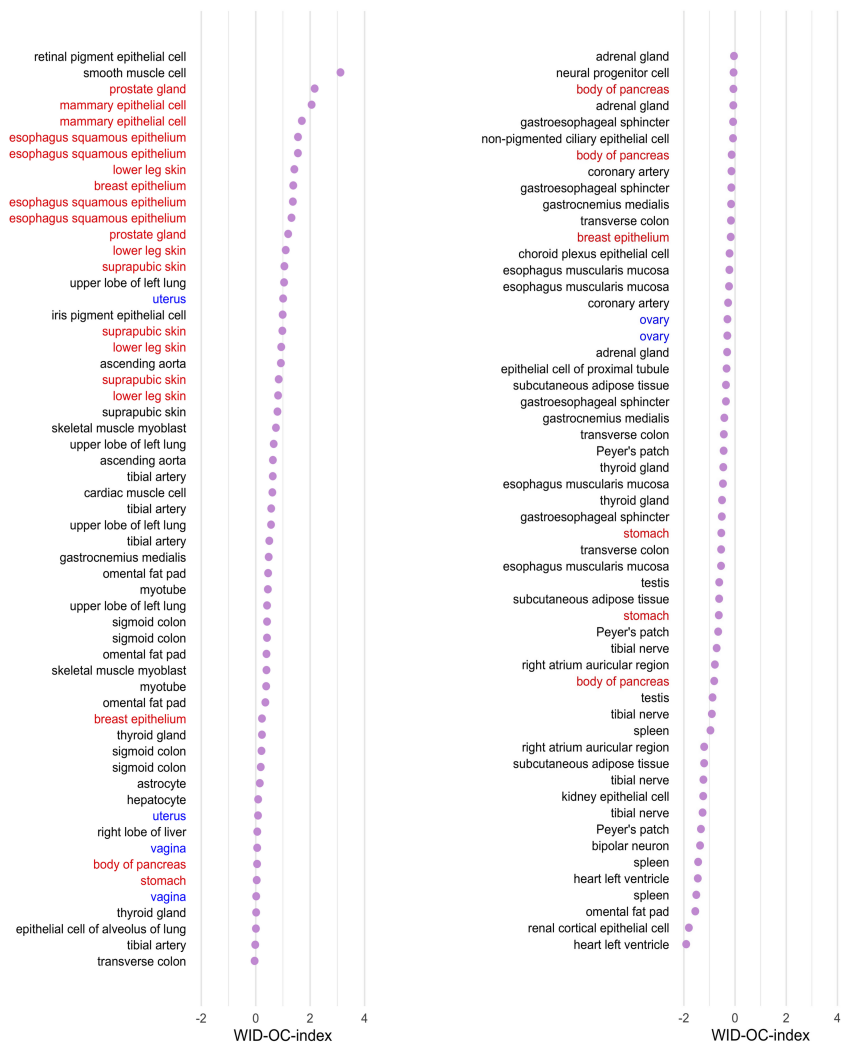 retinal pigment epithelial cell
smooth muscle cell
prostate gland
mammary epithelial cell
mammary epithelial cell
esophagus squamous epithelium
esophagus squamous epithelium
lower leg skin
breast epithelium
esophagus squamous epithelium
esophagus squamous epithelium
prostate gland
lower leg skin
suprapubic skin
upper lobe of left lung
uterus
iris pigment epithelial cell
suprapubic skin
lower leg skin
ascending aorta
suprapubic skin
lower leg skin
suprapubic skin
skeletal muscle myoblast
upper lobe of left lung
ascending aorta
tibial artery
cardiac muscle cell
tibial artery
upper lobe of left lung
tibial artery
gastrocnemius medialis
omental fat pad
myotube
upper lobe of left lung
sigmoid colon
sigmoid colon
omental fat pad
skeletal muscle myoblast
myotube
omental fat pad
breast epithelium
thyroid gland
sigmoid colon
sigmoid colon
astrocyte
hepatocyte
uterus
right lobe of liver
vagina
body of pancreas
stomach
vagina
thyroid gland
epithelial cell of alveolus of lung
tibial artery
transverse colon
-2 0 2 4
WID-OC-index
adrenal gland
neural progenitor cell
body of pancreas
adrenal gland
gastroesophageal sphincter
non-pigmented ciliary epithelial cell
body of pancreas
coronary artery
gastroesophageal sphincter
gastrocnemius medialis
transverse colon
breast epithelium
choroid plexus epithelial cell
esophagus muscularis mucosa
esophagus muscularis mucosa
coronary artery
ovary
ovary
adrenal gland
epithelial cell of proximal tubule
subcutaneous adipose tissue
gastroesophageal sphincter
gastrocnemius medialis
transverse colon
Peyer's patch
thyroid gland
esophagus muscularis mucosa
thyroid gland
gastroesophageal sphincter
stomach
transverse colon
esophagus muscularis mucosa
testis
subcutaneous adipose tissue
stomach
Peyer's patch
tibial nerve
right atrium auricular region
body of pancreas
testis
tibial nerve
spleen
right atrium auricular region
subcutaneous adipose tissue
tibial nerve
kidney epithelial cell
tibial nerve
Peyer's patch
bipolar neuron
spleen
heart left ventricle
spleen
omental fat pad
renal cortical epithelial cell
heart left ventricle
-2 0 2 4
WID-OC-index